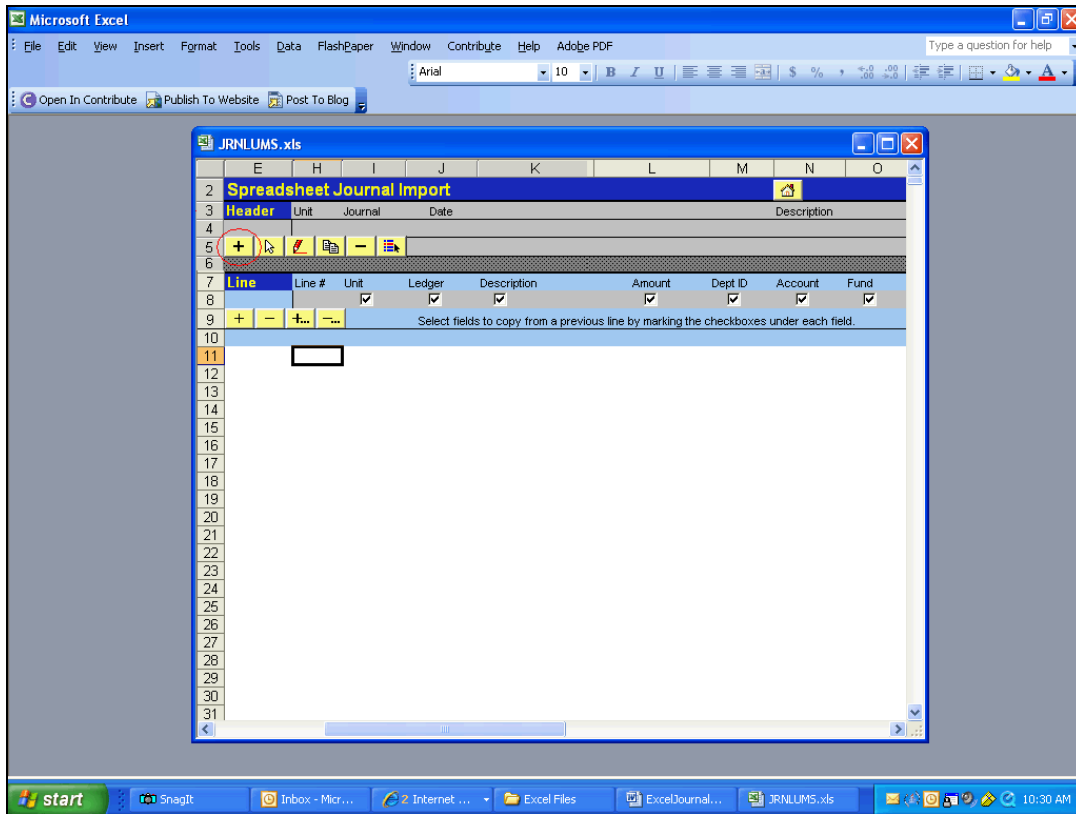 Microsoft Excel
File Edit View Insert Format Tools Data FlashPaper Window Contribute Help Adobe PDF Type a question for help
Arial 10 B I U $ % ,
Open In Contribute Publish To Website Post To Blog
JRNLUMS.xls
E H I J K L M N O
2 Spreadsheet Journal Import
3 Header Unit Journal Date Description
4
5 + −
6
7 Line Line # Unit Ledger Description Amount Dept ID Account Fund
8
9 + − +... −... Select fields to copy from a previous line by marking the checkboxes under each field.
10
11
12
13
14
15
16
17
18
19
20
21
22
23
24
25
26
27
28
29
30
31
start SnagIt Inbox - Micr... 2 Internet ... Excel Files ExcelJournal... JRNLUMS.xls 10:30 AM